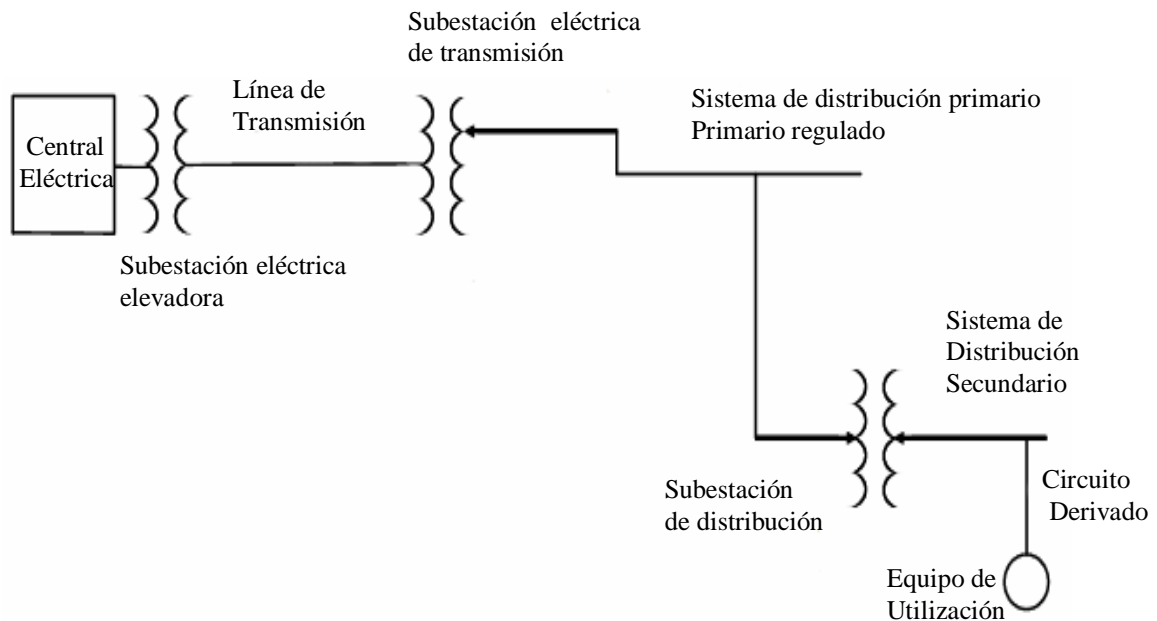 Subestación eléctrica
de transmisión
Línea de
Transmisión
Sistema de distribución primario
Primario regulado
Central
Eléctrica
Subestación eléctrica
elevadora
Sistema de
Distribución
Secundario
Subestación
de distribución
Circuito
Derivado
Equipo de
Utilización